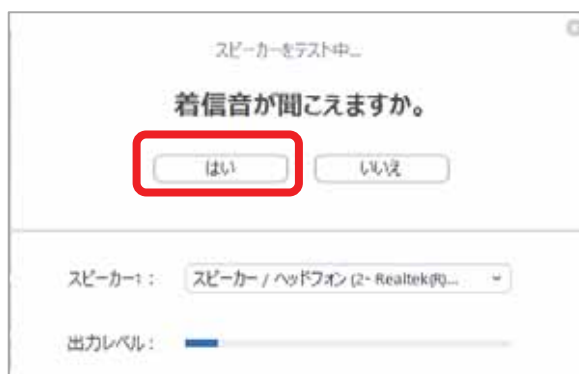 スピーカーをテスト中...
着信音が聞こえますか。
はい いいえ
スピーカー1: スピーカー / ヘッドフォン (2- Realtek(R)...
出力レベル: